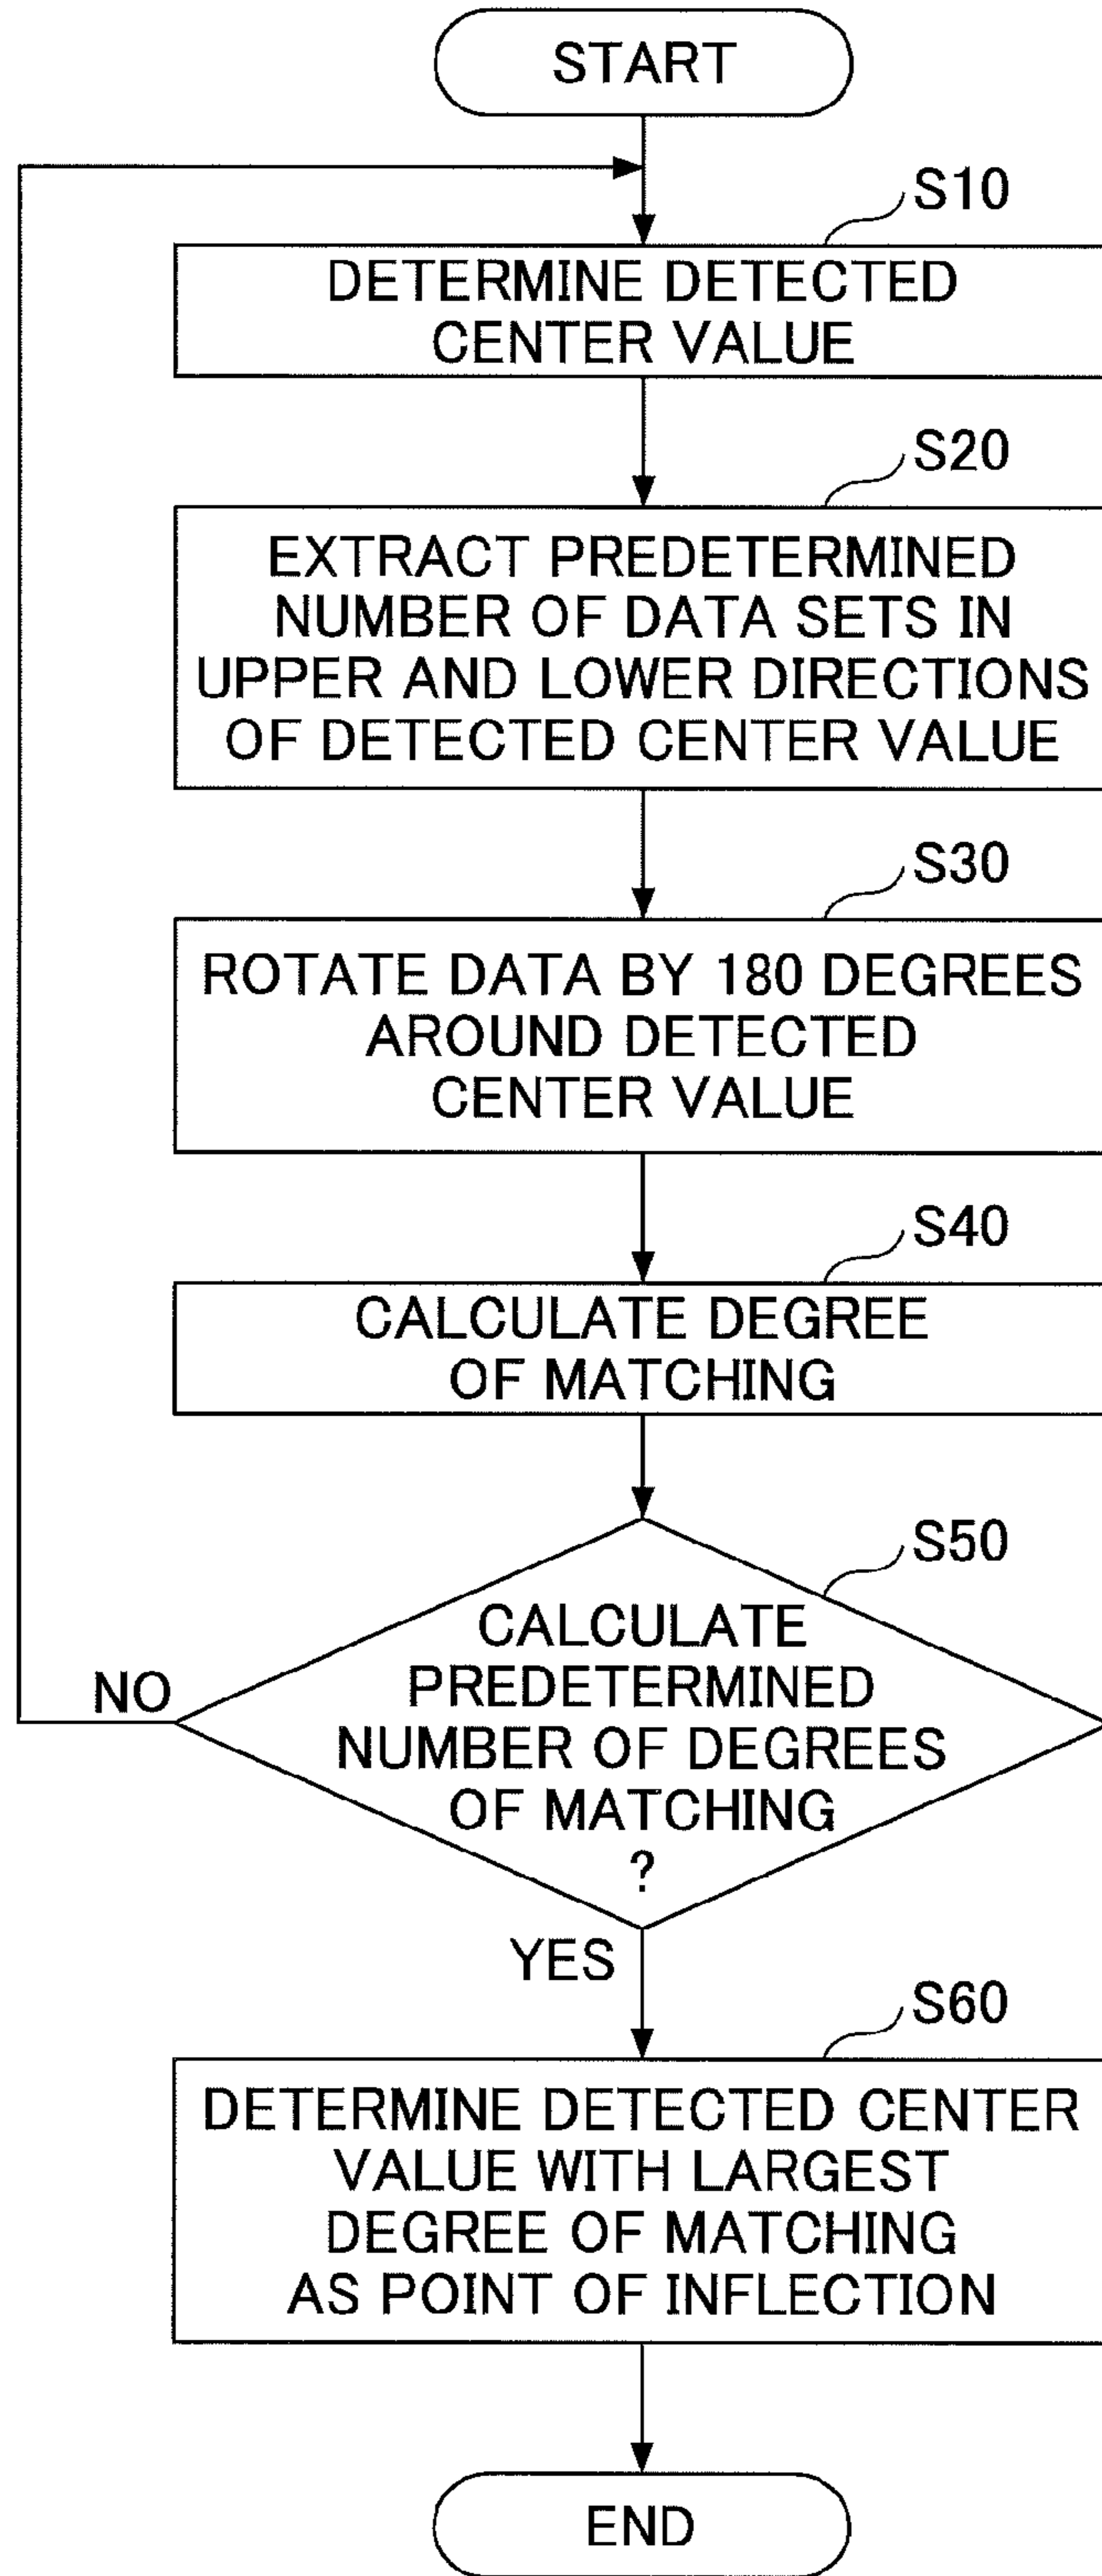 START
S10
DETERMINE DETECTED
CENTER VALUE
S20
EXTRACT PREDETERMINED
NUMBER OF DATA SETS IN
UPPER AND LOWER DIRECTIONS
OF DETECTED CENTER VALUE
S30
ROTATE DATA BY 180 DEGREES
AROUND DETECTED
CENTER VALUE
S40
CALCULATE DEGREE
OF MATCHING
S50
CALCULATE
PREDETERMINED
NUMBER OF DEGREES
OF MATCHING
?
NO
YES
S60
DETERMINE DETECTED CENTER
VALUE WITH LARGEST
DEGREE OF MATCHING
AS POINT OF INFLECTION
END